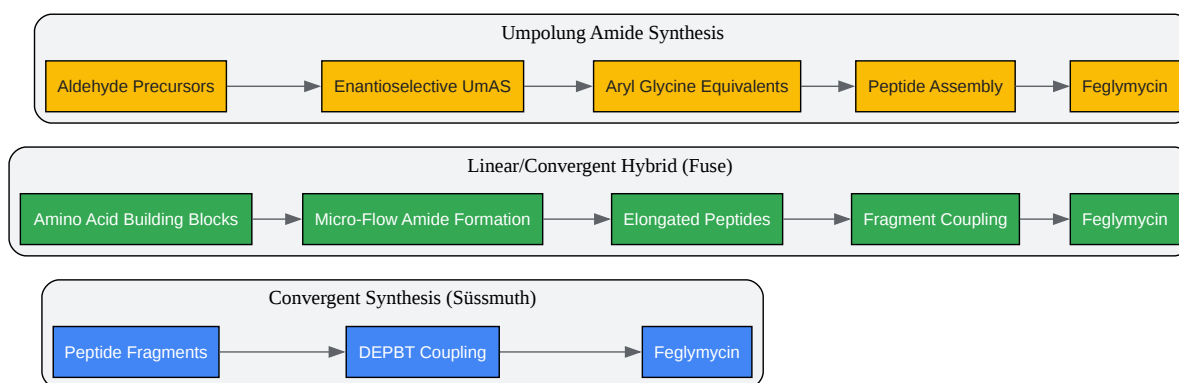 Umpolung Amide Synthesis
Aldehyde Precursors
Enantioselective UmAS
Aryl Glycine Equivalents
Peptide Assembly
Feglymycin
Linear/Convergent Hybrid (Fuse)
Amino Acid Building Blocks
Micro-Flow Amide Formation
Elongated Peptides
Fragment Coupling
Feglymycin
Convergent Synthesis (Süssmuth)
Peptide Fragments
DEPBT Coupling
Feglymycin